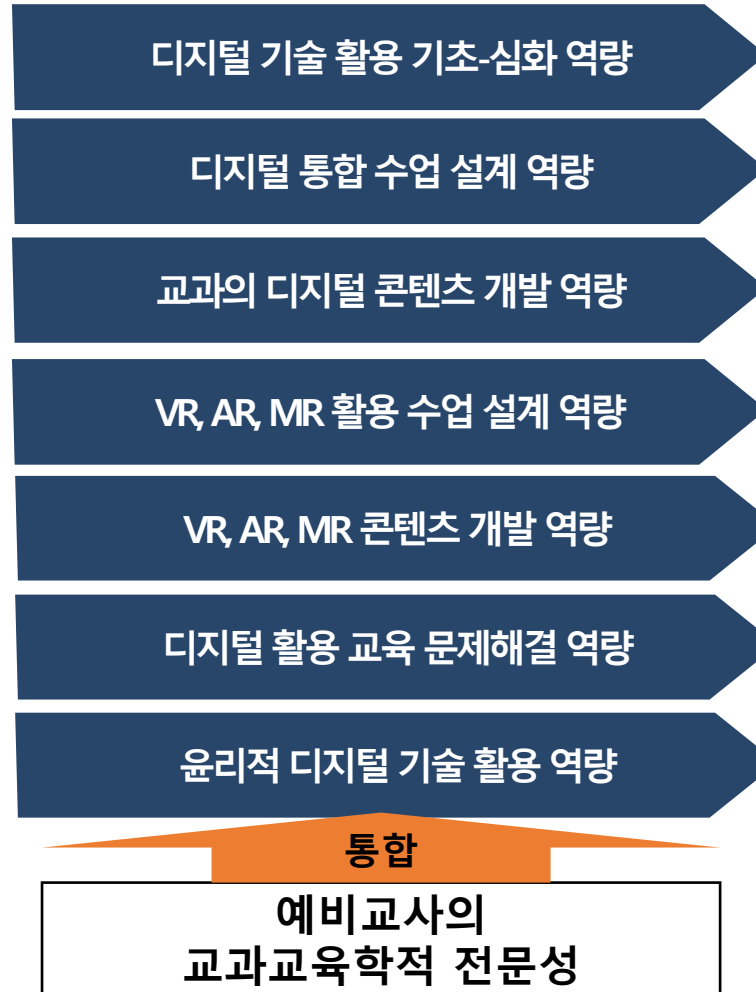 디지털 기술 활용 기초-심화 역량
디지털 통합 수업 설계 역량
교과의 디지털 콘텐츠 개발 역량
VR, AR, MR 활용 수업 설계 역량
VR, AR, MR 콘텐츠 개발 역량
디지털 활용 교육 문제해결 역량
윤리적 디지털 기술 활용 역량
통합
예비교사의
교과교육학적 전문성